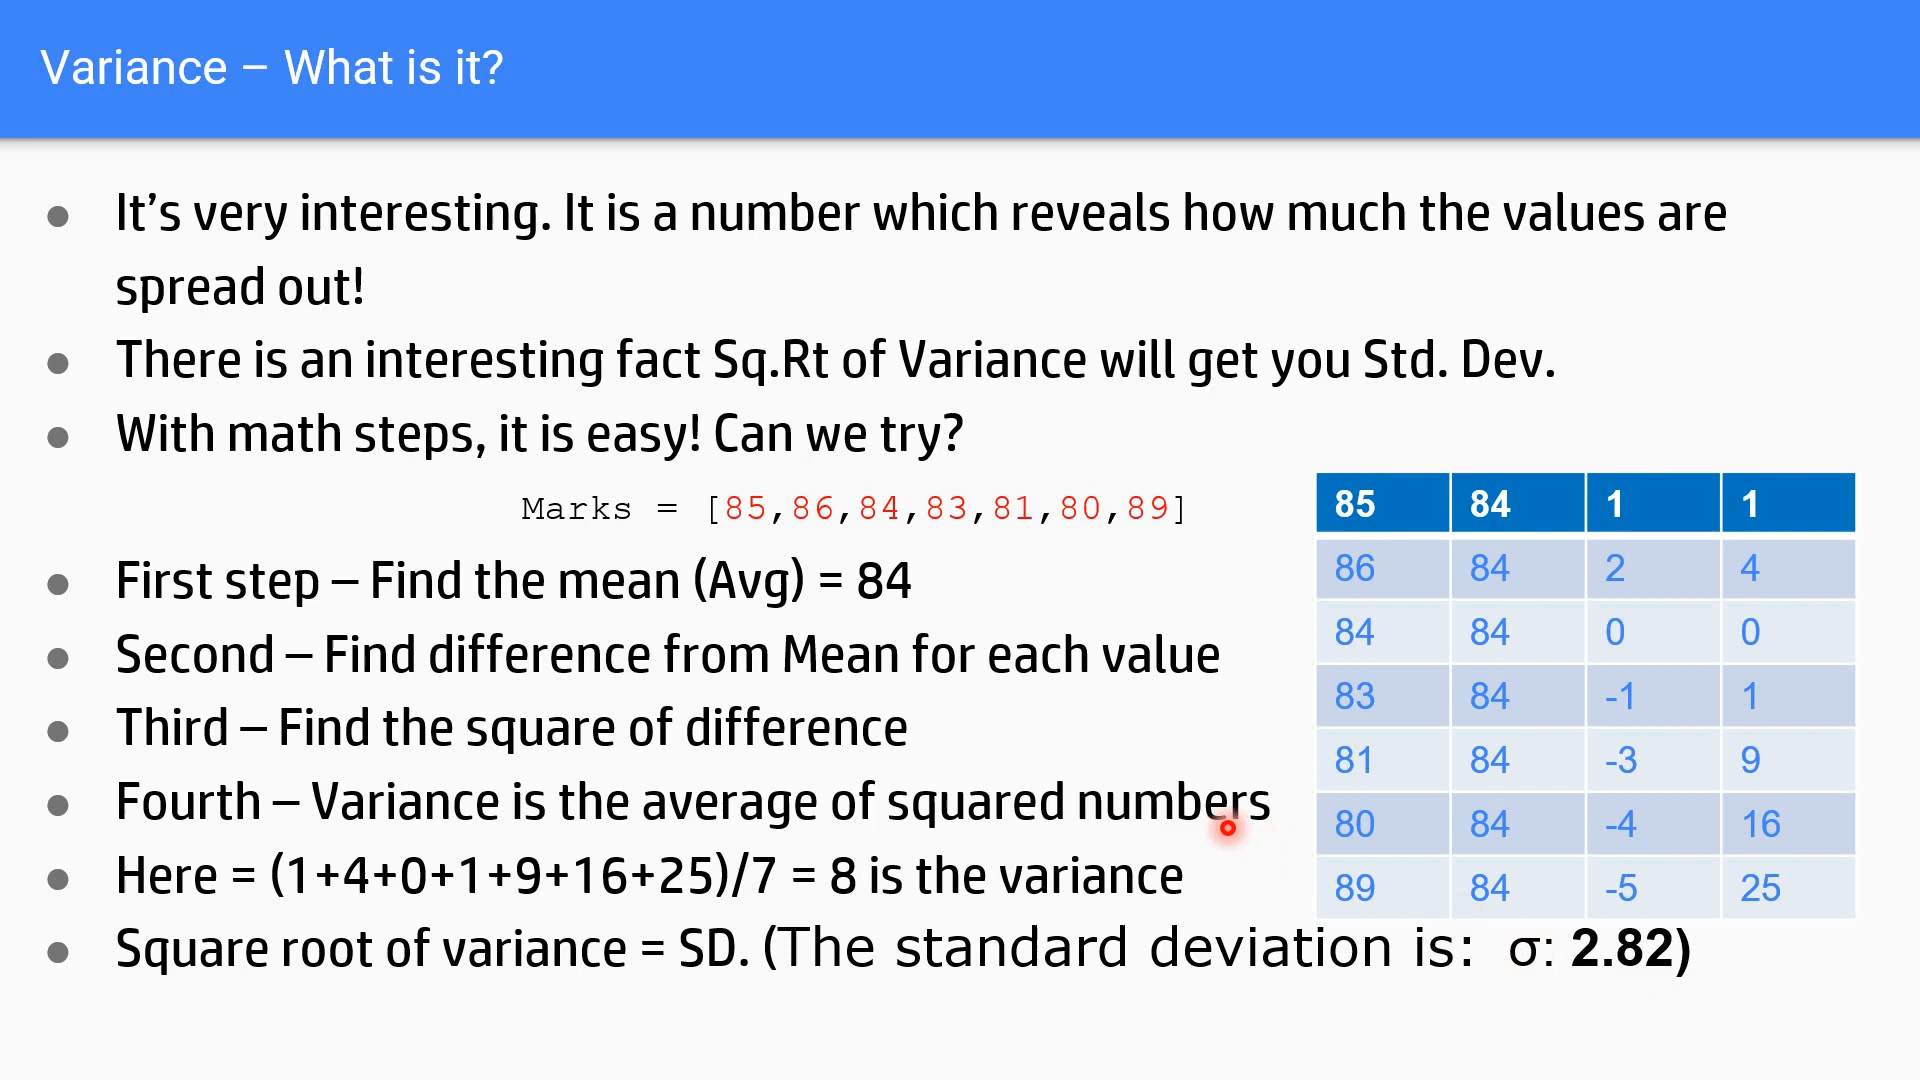 Variance – What is it?
It’s very interesting. It is a number which reveals how much the values are
spread out!
There is an interesting fact Sq.Rt of Variance will get you Std. Dev.
With math steps, it is easy! Can we try?
Marks = [85,86,84,83,81,80,89]
First step – Find the mean (Avg) = 84
Second – Find difference from Mean for each value
Third – Find the square of difference
Fourth – Variance is the average of squared numbers
Here = (1+4+0+1+9+16+25)/7 = 8 is the variance
Square root of variance = SD. (The standard deviation is: σ: 2.82)
85 84 1 1
86 84 2 4
84 84 0 0
83 84 -1 1
81 84 -3 9
80 84 -4 16
89 84 -5 25